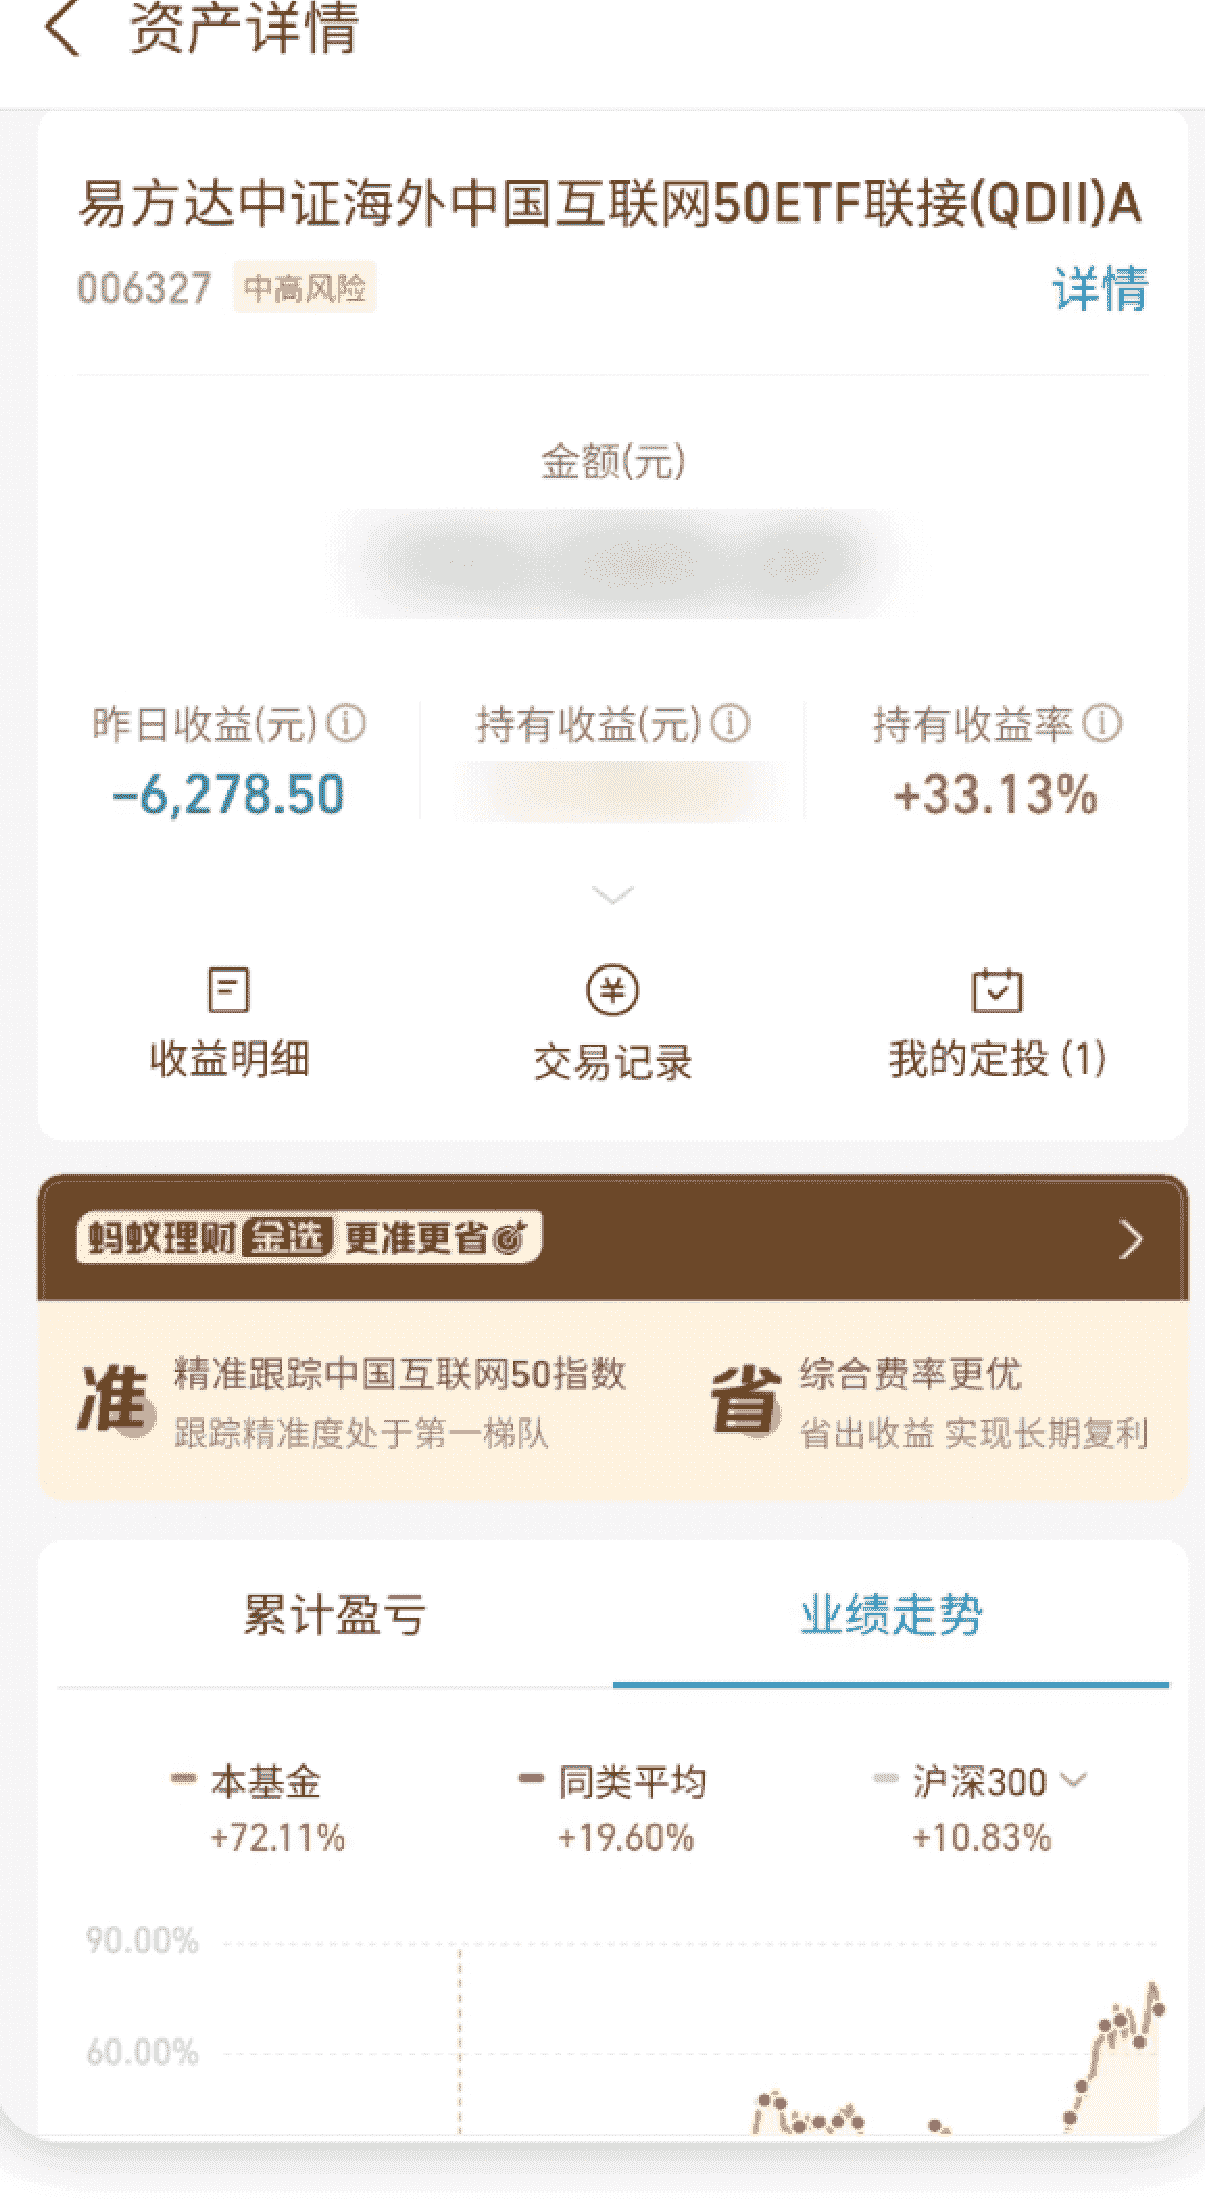 资产详情
易方达中证海外中国互联网50ETF联接(QDII)A
006327 中高风险 详情
金额(元)
昨日收益(元) 持有收益(元) 持有收益率
-6,278.50 +33.13%
收益明细 交易记录 我的定投 (1)
蚂蚁理财 金选 更准更省
准 精准跟踪中国互联网50指数
跟踪精准度处于第一梯队
省 综合费率更优
省出收益 实现长期复利
累计盈亏 业绩走势
本基金 同类平均 沪深300
+72.11% +19.60% +10.83%
90.00%
60.00%